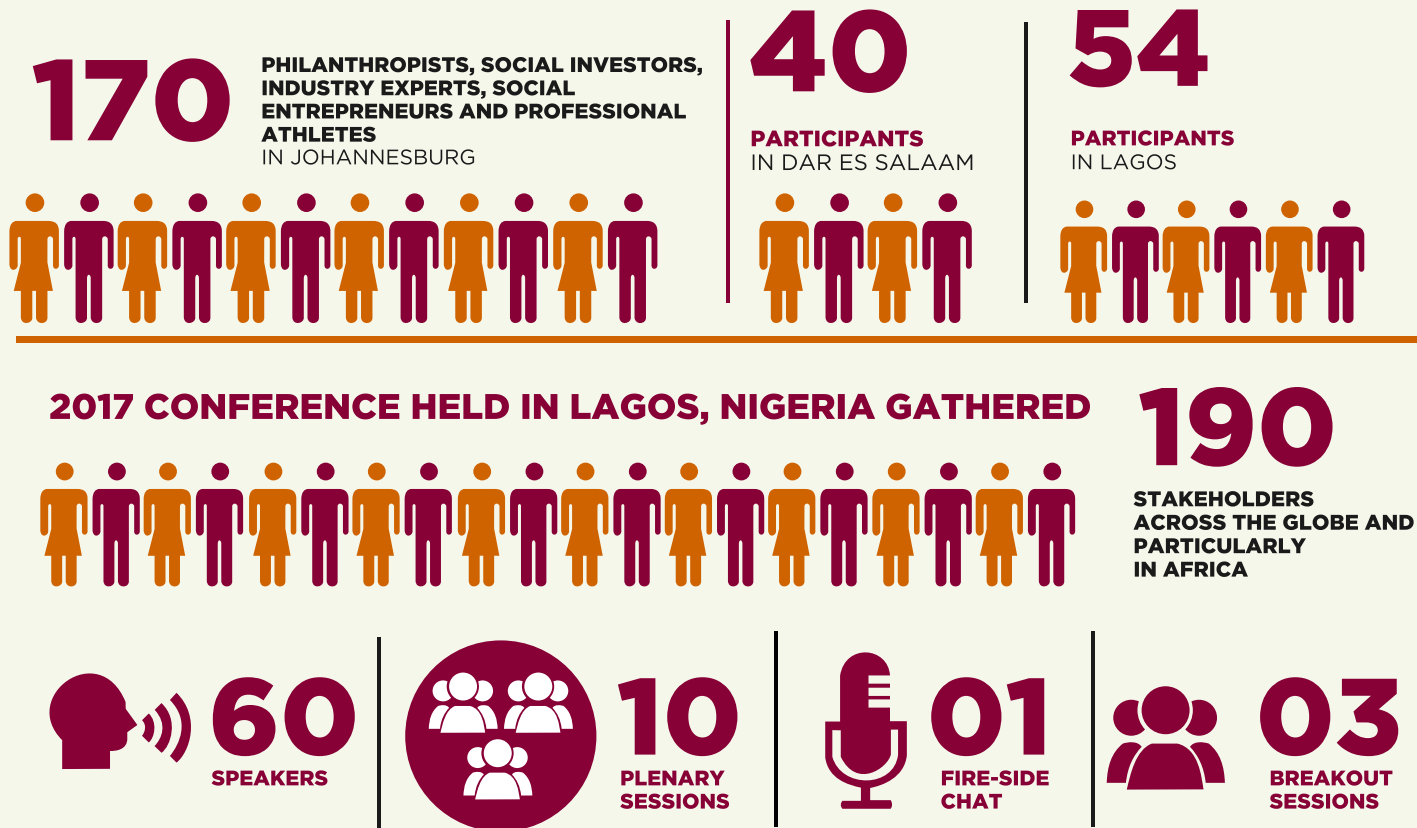 170
PHILANTHROPISTS, SOCIAL INVESTORS,
INDUSTRY EXPERTS, SOCIAL
ENTREPRENEURS AND PROFESSIONAL
ATHLETES
IN JOHANNESBURG
40
PARTICIPANTS
IN DAR ES SALAAM
54
PARTICIPANTS
IN LAGOS
2017 CONFERENCE HELD IN LAGOS, NIGERIA GATHERED
190
STAKEHOLDERS
ACROSS THE GLOBE AND
PARTICULARLY
IN AFRICA
60
SPEAKERS
10
PLENARY
SESSIONS
01
FIRE-SIDE
CHAT
03
BREAKOUT
SESSIONS